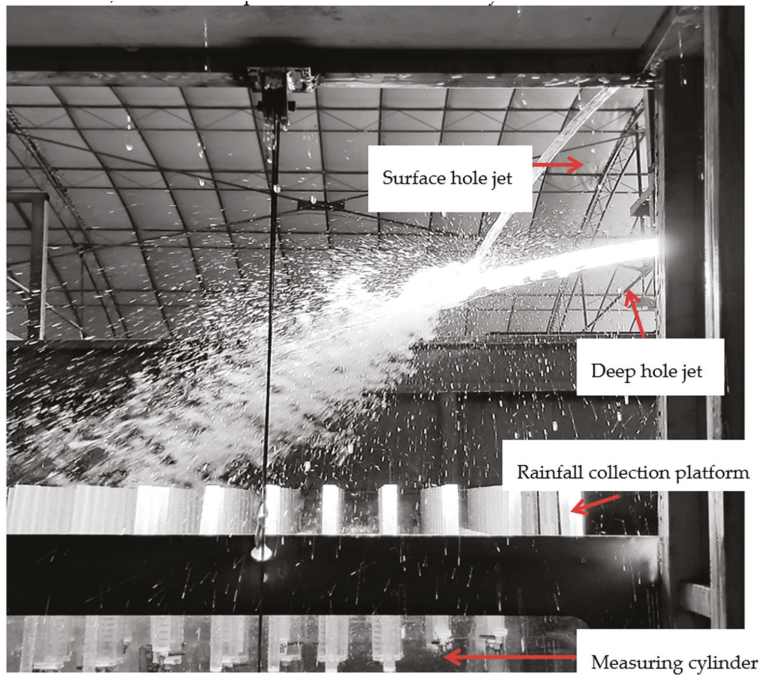 Surface hole jet
Deep hole jet
Rainfall collection platform
Measuring cylinder